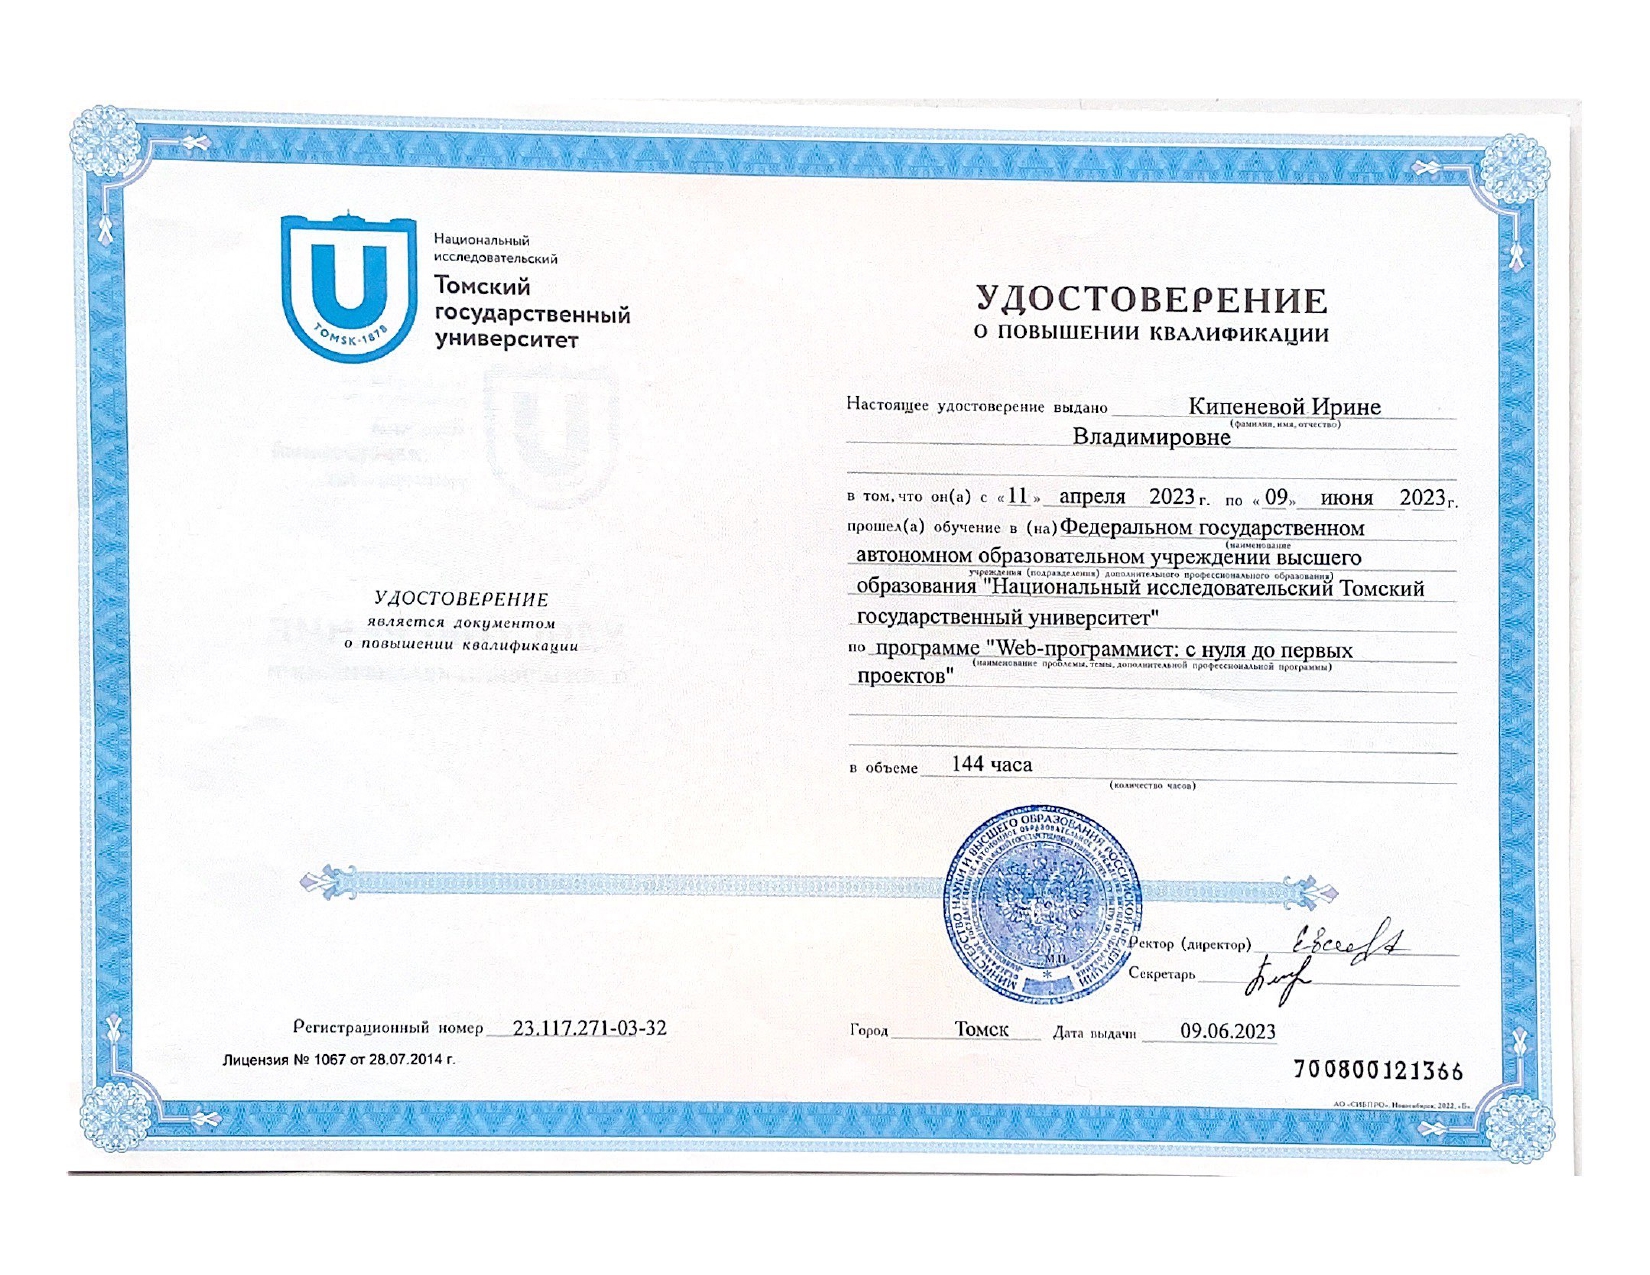 Национальный
исследовательский
Томский
государственный
университет
TOMSK·1878
УДОСТОВЕРЕНИЕ
является документом
о повышении квалификации
Регистрационный номер 23.117.271-03-32
Лицензия № 1067 от 28.07.2014 г.
УДОСТОВЕРЕНИЕ
О ПОВЫШЕНИИ КВАЛИФИКАЦИИ
Настоящее удостоверение выдано Кипеневой Ирине
(фамилия, имя, отчество)
Владимировне
в том, что он(а) с «11» апреля 2023г. по «09» июня 2023г.
прошел(а) обучение в (на) Федеральном государственном
(наименование
автономном образовательном учреждении высшего
учреждения (подразделения) дополнительного профессионального образования)
образования "Национальный исследовательский Томский
государственный университет"
по программе "Web-программист: с нуля до первых
(наименование проблемы, темы, дополнительной профессиональной программы)
проектов"
в объеме 144 часа
(количество часов)
МИНИСТЕРСТВО НАУКИ И ВЫСШЕГО ОБРАЗОВАНИЯ РОССИЙСКОЙ ФЕДЕРАЦИИ
М.П.
Ректор (директор)
Секретарь
Город Томск Дата выдачи 09.06.2023
700800121366
АО «СИБПРО», Новосибирск, 2022, «Б».